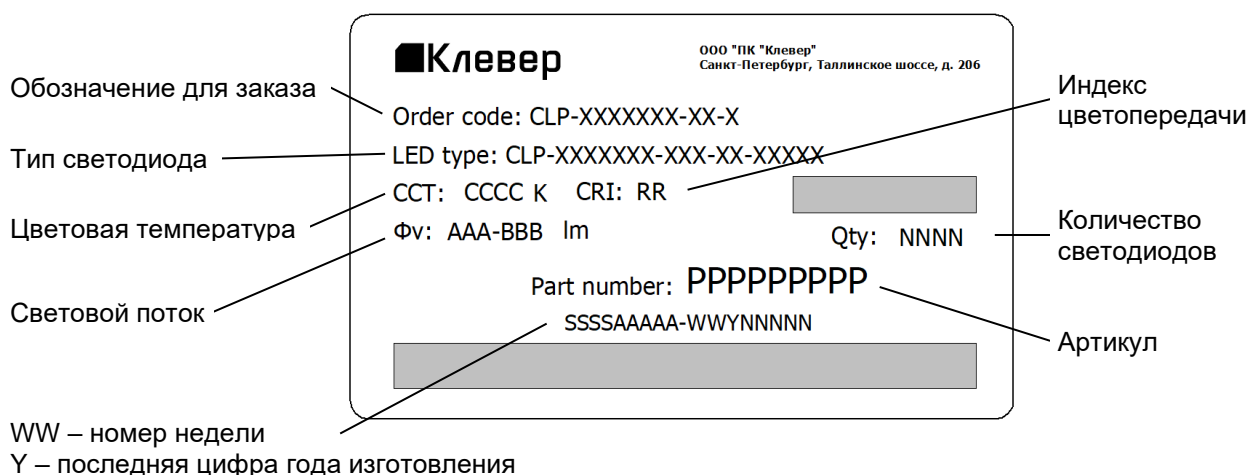 Клевер
ООО "ПК "Клевер"
Санкт-Петербург, Таллинское шоссе, д. 206
Обозначение для заказа
Индекс
цветопередачи
Order code: CLP-XXXXXXX-XX-X
Тип светодиода
LED type: CLP-XXXXXXX-XXX-XX-XXXXX
CCT: CCCC K CRI: RR
Цветовая температура
Φv: AAA-BBB lm
Qty: NNNN
Количество
светодиодов
Part number: PPPPPPPPP
Световой поток
SSSSAAAAA-WWYNNNNN
Артикул
WW – номер недели
Y – последняя цифра года изготовления